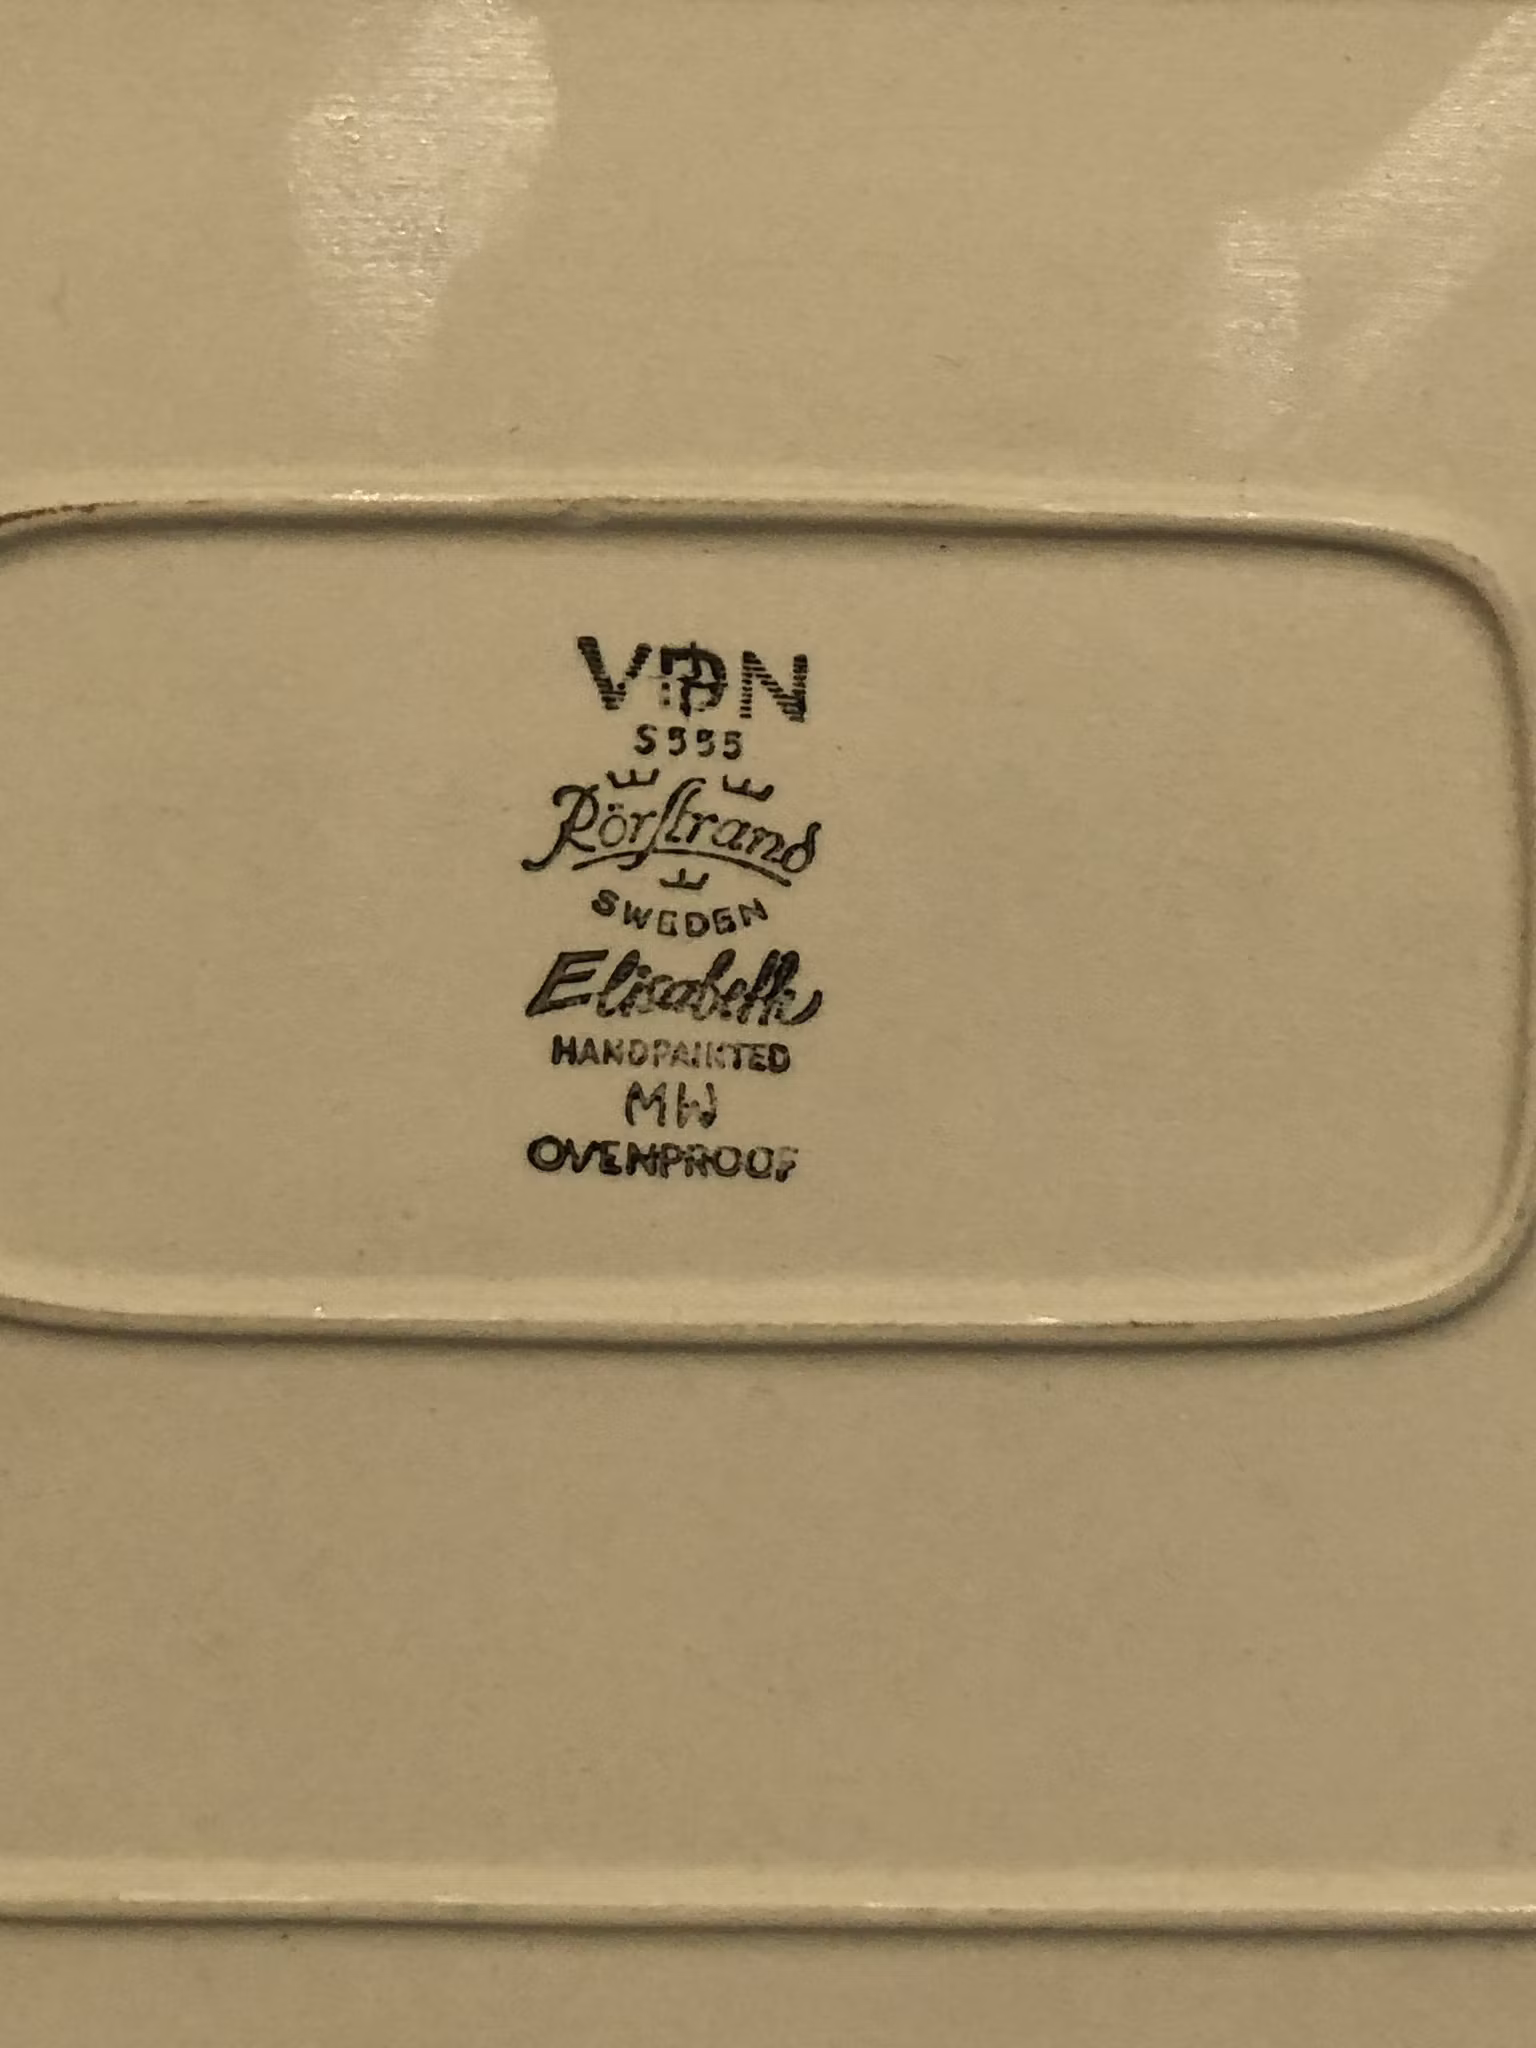 VDN
S555
Rörstrand
SWEDEN
Elisabeth
HANDPAINTED
MW
OVENPROOF